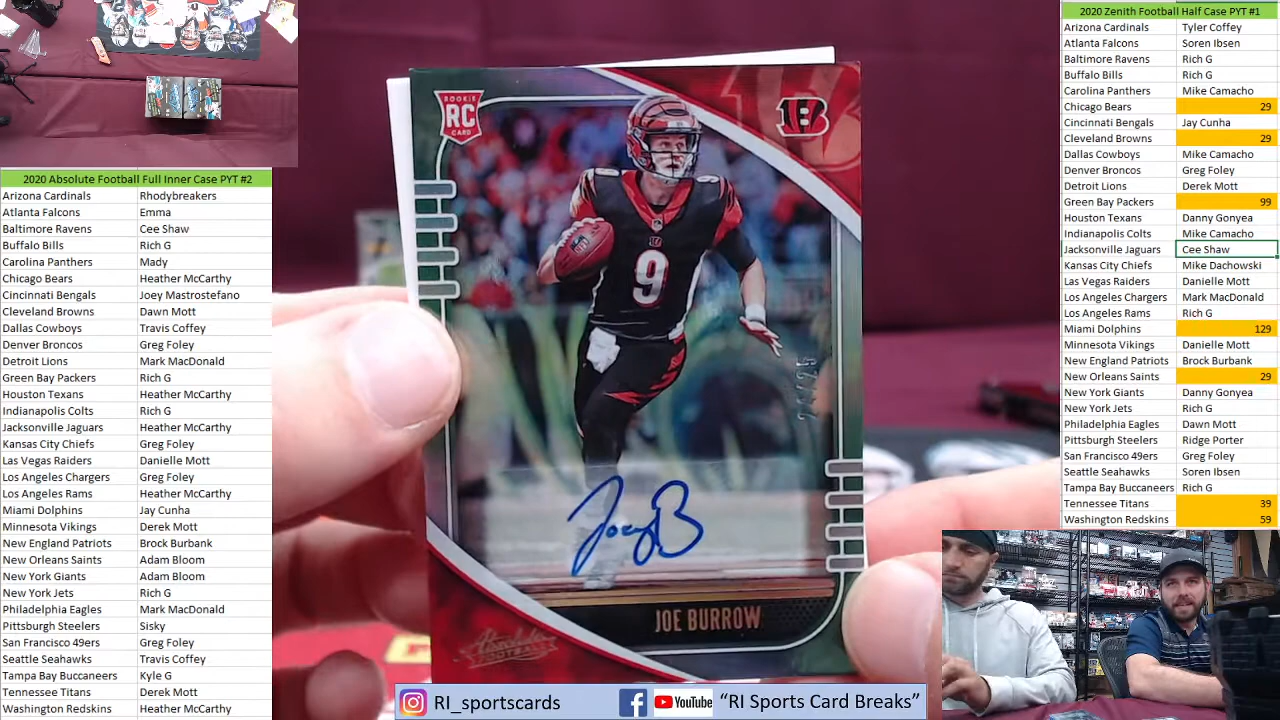 2020 Absolute Football Full Inner Case PYT #2
Arizona Cardinals Rhodybreakers
Atlanta Falcons Emma
Baltimore Ravens Cee Shaw
Buffalo Bills Rich G
Carolina Panthers Mady
Chicago Bears Heather McCarthy
Cincinnati Bengals Joey Mastrostefano
Cleveland Browns Dawn Mott
Dallas Cowboys Travis Coffey
Denver Broncos Greg Foley
Detroit Lions Mark MacDonald
Green Bay Packers Rich G
Houston Texans Heather McCarthy
Indianapolis Colts Rich G
Jacksonville Jaguars Heather McCarthy
Kansas City Chiefs Greg Foley
Las Vegas Raiders Danielle Mott
Los Angeles Chargers Greg Foley
Los Angeles Rams Heather McCarthy
Miami Dolphins Jay Cunha
Minnesota Vikings Derek Mott
New England Patriots Brock Burbank
New Orleans Saints Adam Bloom
New York Giants Adam Bloom
New York Jets Rich G
Philadelphia Eagles Mark MacDonald
Pittsburgh Steelers Sisky
San Francisco 49ers Greg Foley
Seattle Seahawks Travis Coffey
Tampa Bay Buccaneers Kyle G
Tennessee Titans Derek Mott
Washington Redskins Heather McCarthy
ROOKIE
RC
CARD
B
9
9
JoeyB
JOE BURROW
Absolute
FOOTBALL
RI_sportscards
YouTube
“RI Sports Card Breaks”
2020 Zenith Football Half Case PYT #1
Arizona Cardinals Tyler Coffey
Atlanta Falcons Soren Ibsen
Baltimore Ravens Rich G
Buffalo Bills Rich G
Carolina Panthers Mike Camacho
Chicago Bears 29
Cincinnati Bengals Jay Cunha
Cleveland Browns 29
Dallas Cowboys Mike Camacho
Denver Broncos Greg Foley
Detroit Lions Derek Mott
Green Bay Packers 99
Houston Texans Danny Gonyea
Indianapolis Colts Mike Camacho
Jacksonville Jaguars Cee Shaw
Kansas City Chiefs Mike Dachowski
Las Vegas Raiders Danielle Mott
Los Angeles Chargers Mark MacDonald
Los Angeles Rams Rich G
Miami Dolphins 129
Minnesota Vikings Danielle Mott
New England Patriots Brock Burbank
New Orleans Saints 29
New York Giants Danny Gonyea
New York Jets Rich G
Philadelphia Eagles Dawn Mott
Pittsburgh Steelers Ridge Porter
San Francisco 49ers Greg Foley
Seattle Seahawks Soren Ibsen
Tampa Bay Buccaneers Rich G
Tennessee Titans 39
Washington Redskins 59